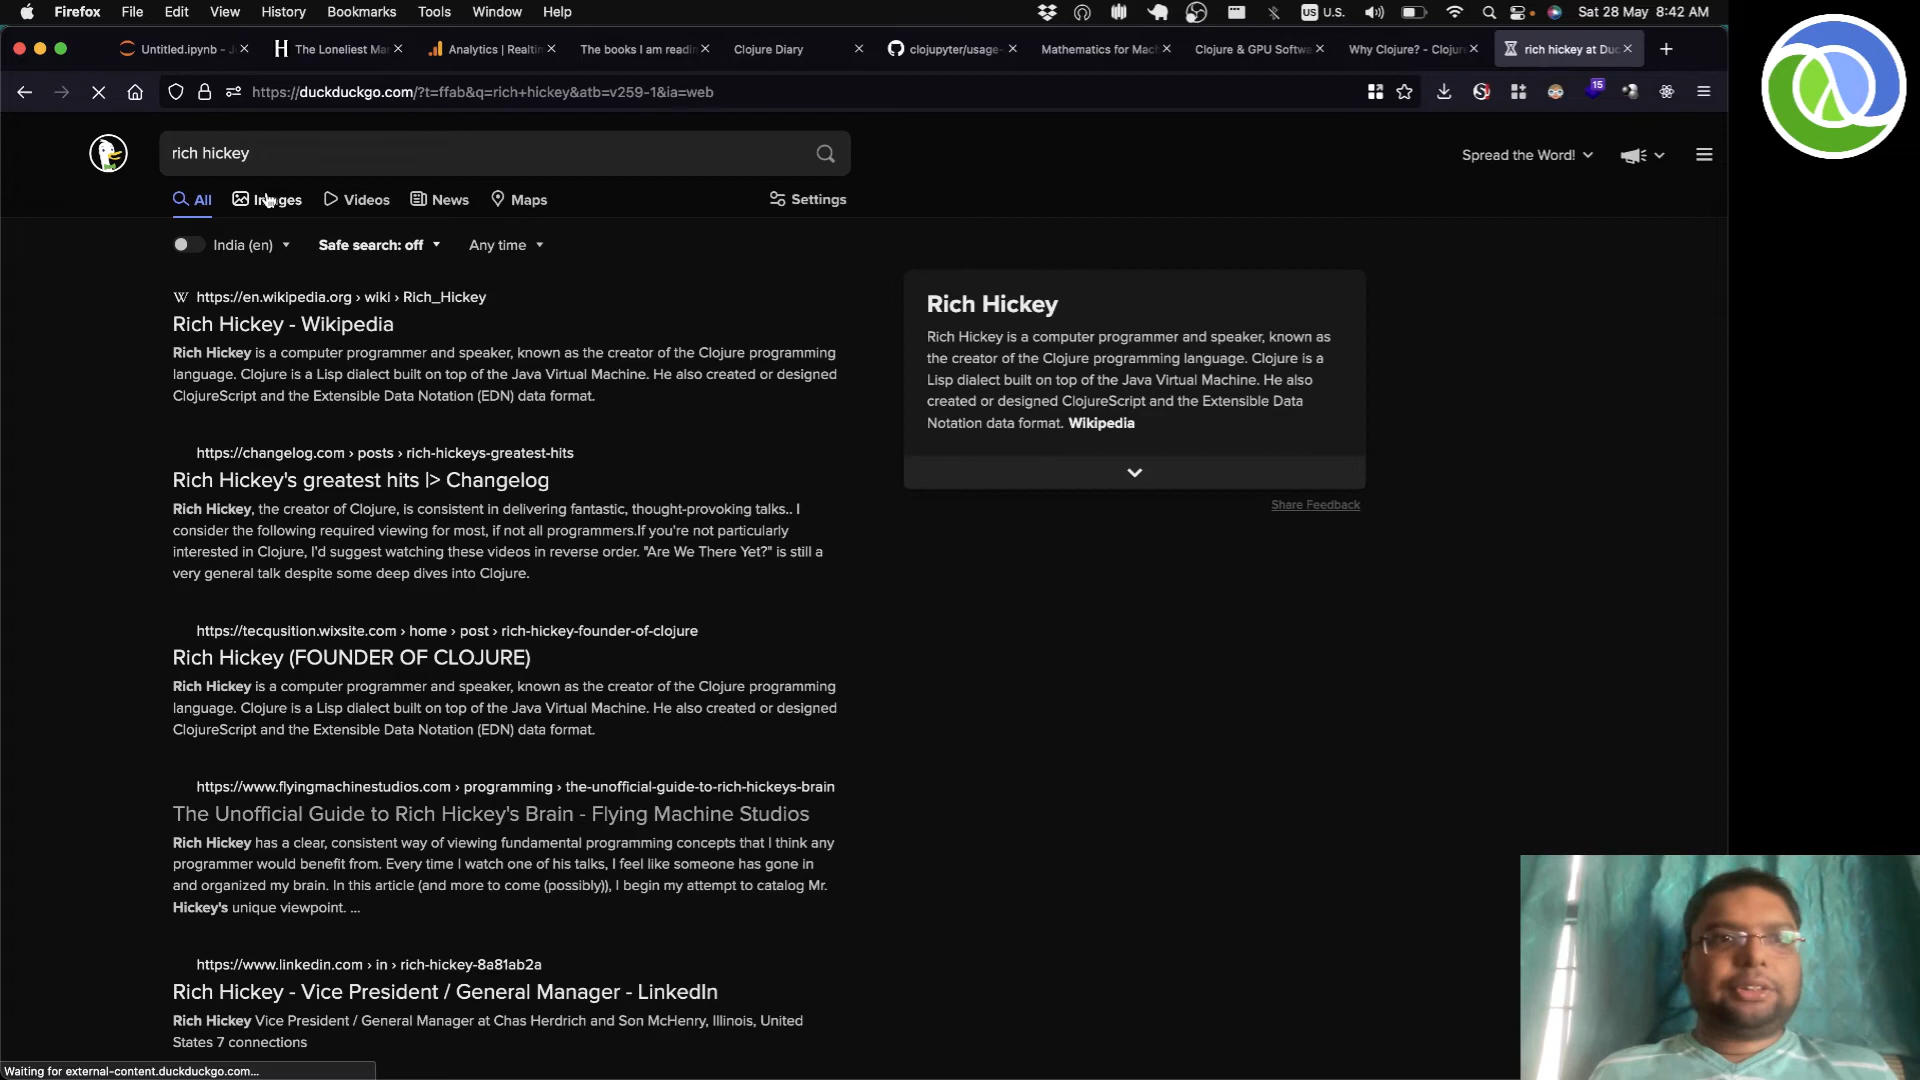 Firefox File Edit View History Bookmarks Tools Window Help US U.S. Sat 28 May 8:42 AM
Untitled.ipynb - J The Loneliest Mar Analytics | Realtin The books I am readin Clojure Diary clojupyter/usage- Mathematics for Mac Clojure & GPU Softwa Why Clojure? - Clojure rich hickey at Duc
https://duckduckgo.com/?t=ffab&q=rich+hickey&atb=v259-1&ia=web 15
rich hickey
Spread the Word!
All Images Videos News Maps Settings
India (en) Safe search: off Any time
W https://en.wikipedia.org › wiki › Rich_Hickey
Rich Hickey - Wikipedia
Rich Hickey is a computer programmer and speaker, known as the creator of the Clojure programming
language. Clojure is a Lisp dialect built on top of the Java Virtual Machine. He also created or designed
ClojureScript and the Extensible Data Notation (EDN) data format.
https://changelog.com › posts › rich-hickeys-greatest-hits
Rich Hickey's greatest hits |> Changelog
Rich Hickey, the creator of Clojure, is consistent in delivering fantastic, thought-provoking talks.. I
consider the following required viewing for most, if not all programmers.If you're not particularly
interested in Clojure, I'd suggest watching these videos in reverse order. "Are We There Yet?" is still a
very general talk despite some deep dives into Clojure.
https://tecqusition.wixsite.com › home › post › rich-hickey-founder-of-clojure
Rich Hickey (FOUNDER OF CLOJURE)
Rich Hickey is a computer programmer and speaker, known as the creator of the Clojure programming
language. Clojure is a Lisp dialect built on top of the Java Virtual Machine. He also created or designed
ClojureScript and the Extensible Data Notation (EDN) data format.
https://www.flyingmachinestudios.com › programming › the-unofficial-guide-to-rich-hickeys-brain
The Unofficial Guide to Rich Hickey's Brain - Flying Machine Studios
Rich Hickey has a clear, consistent way of viewing fundamental programming concepts that I think any
programmer would benefit from. Every time I watch one of his talks, I feel like someone has gone in
and organized my brain. In this article (and more to come (possibly)), I begin my attempt to catalog Mr.
Hickey's unique viewpoint. ...
https://www.linkedin.com › in › rich-hickey-8a81ab2a
Rich Hickey - Vice President / General Manager - LinkedIn
Rich Hickey Vice President / General Manager at Chas Herdrich and Son McHenry, Illinois, United
States 7 connections
Rich Hickey
Rich Hickey is a computer programmer and speaker, known as
the creator of the Clojure programming language. Clojure is a
Lisp dialect built on top of the Java Virtual Machine. He also
created or designed ClojureScript and the Extensible Data
Notation data format. Wikipedia
Share Feedback
Waiting for external-content.duckduckgo.com...